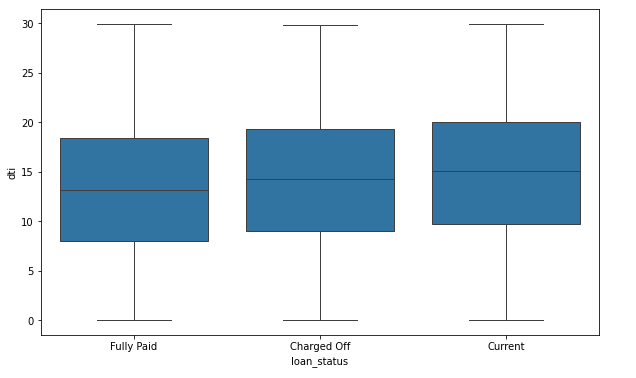 30
25
20
15
10
5
0
dti
Fully Paid
Charged Off
Current
loan_status